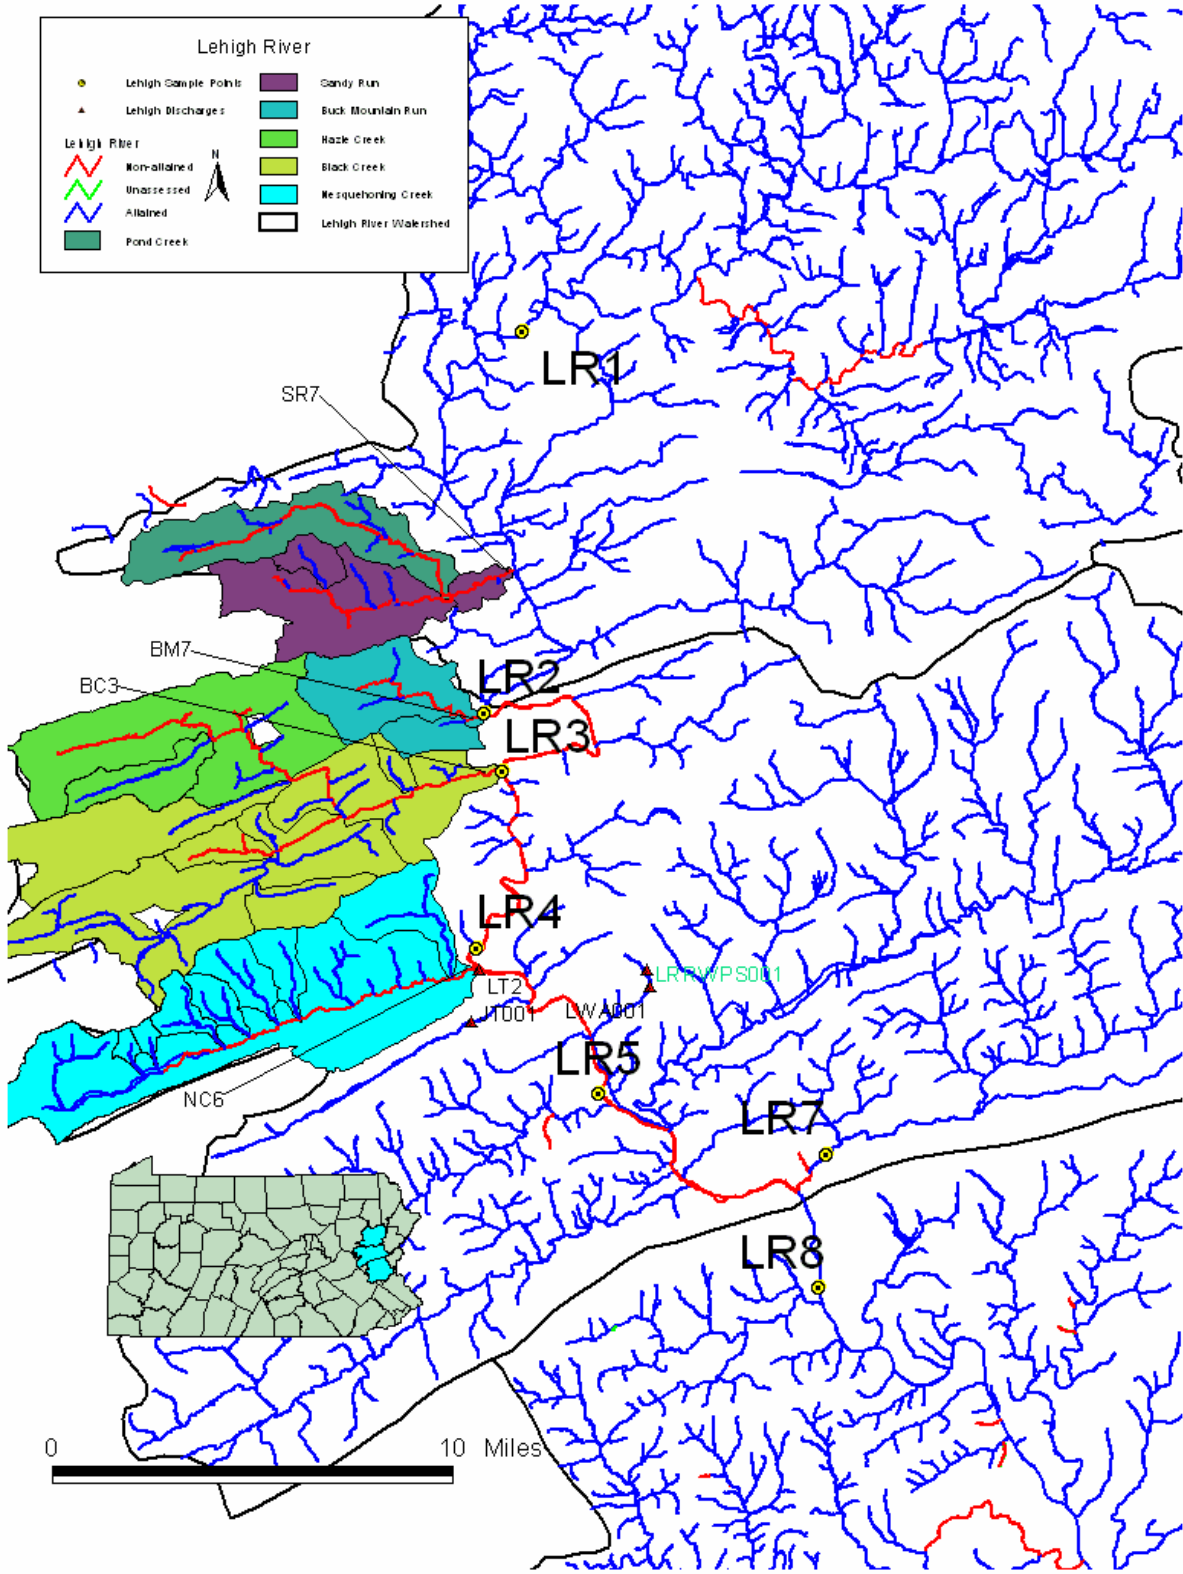 Lehigh River
Lehigh Sample Points
Lehigh Discharges
Lehigh River
Non-attained
Unassessed
Attained
Pond Creek
N
Sandy Run
Buck Mountain Run
Hazle Creek
Black Creek
Nesquehoning Creek
Lehigh River Watershed
LR1
SR7
BM7
LR2
BC3
LR3
LR4
LRRWPS001
LT2
JT001
LWA001
LR5
NC6
LR7
LR8
0 10 Miles